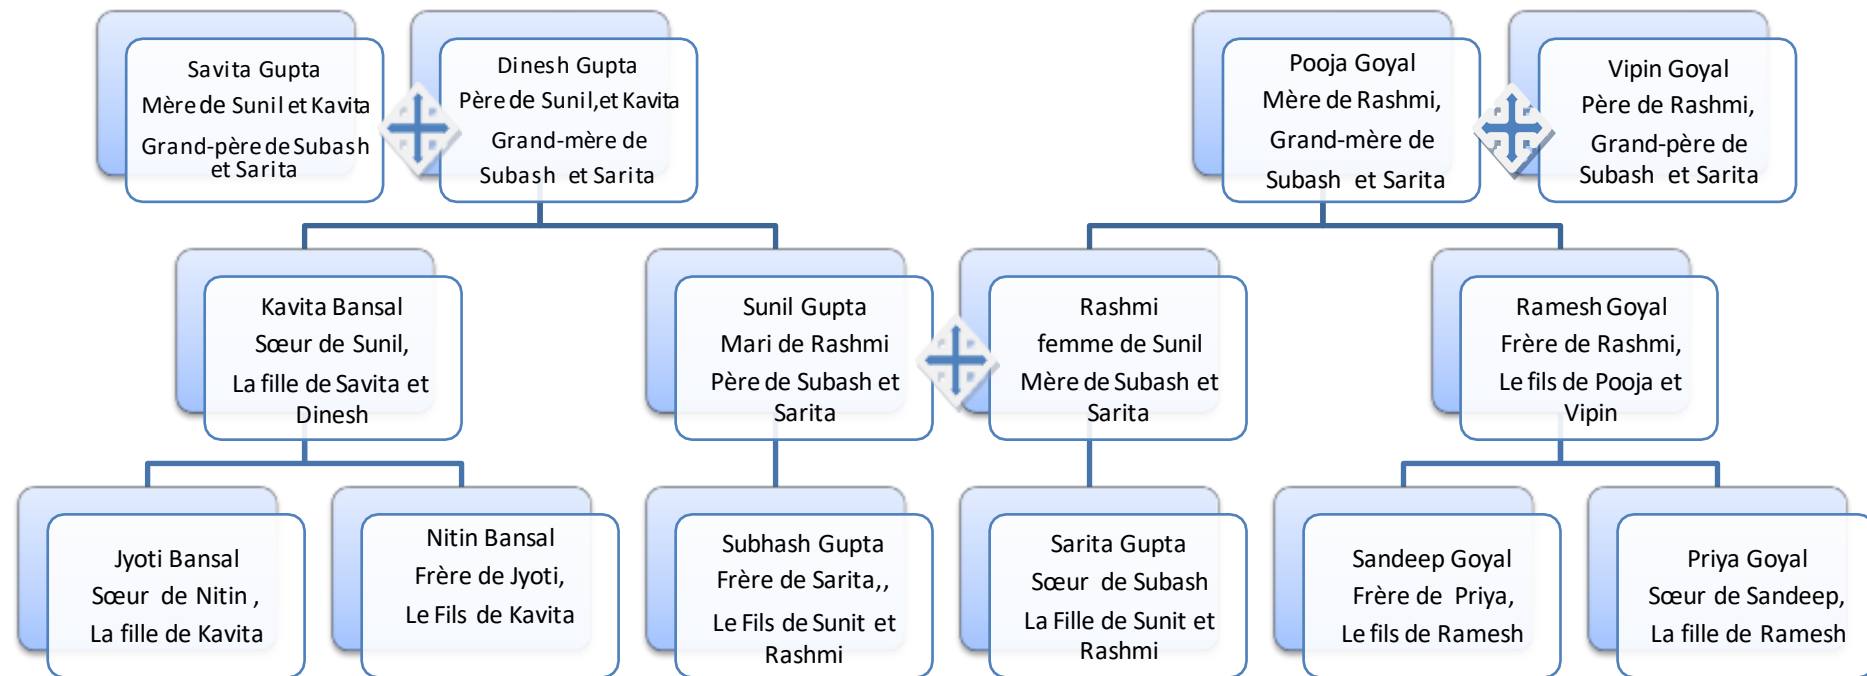 Savita Gupta
Mère de Sunil et Kavita
Grand-père de Subash
et Sarita
Dinesh Gupta
Père de Sunil,et Kavita
Grand-mère de
Subash et Sarita
Pooja Goyal
Mère de Rashmi,
Grand-mère de
Subash et Sarita
Vipin Goyal
Père de Rashmi,
Grand-père de
Subash et Sarita
Kavita Bansal
Sœur de Sunil,
La fille de Savita et
Dinesh
Sunil Gupta
Mari de Rashmi
Père de Subash et
Sarita
Rashmi
femme de Sunil
Mère de Subash et
Sarita
Ramesh Goyal
Frère de Rashmi,
Le fils de Pooja et
Vipin
Jyoti Bansal
Sœur de Nitin ,
La fille de Kavita
Nitin Bansal
Frère de Jyoti,
Le Fils de Kavita
Subhash Gupta
Frère de Sarita,,
Le Fils de Sunit et
Rashmi
Sarita Gupta
Sœur de Subash
La Fille de Sunit et
Rashmi
Sandeep Goyal
Frère de Priya,
Le fils de Ramesh
Priya Goyal
Sœur de Sandeep,
La fille de Ramesh